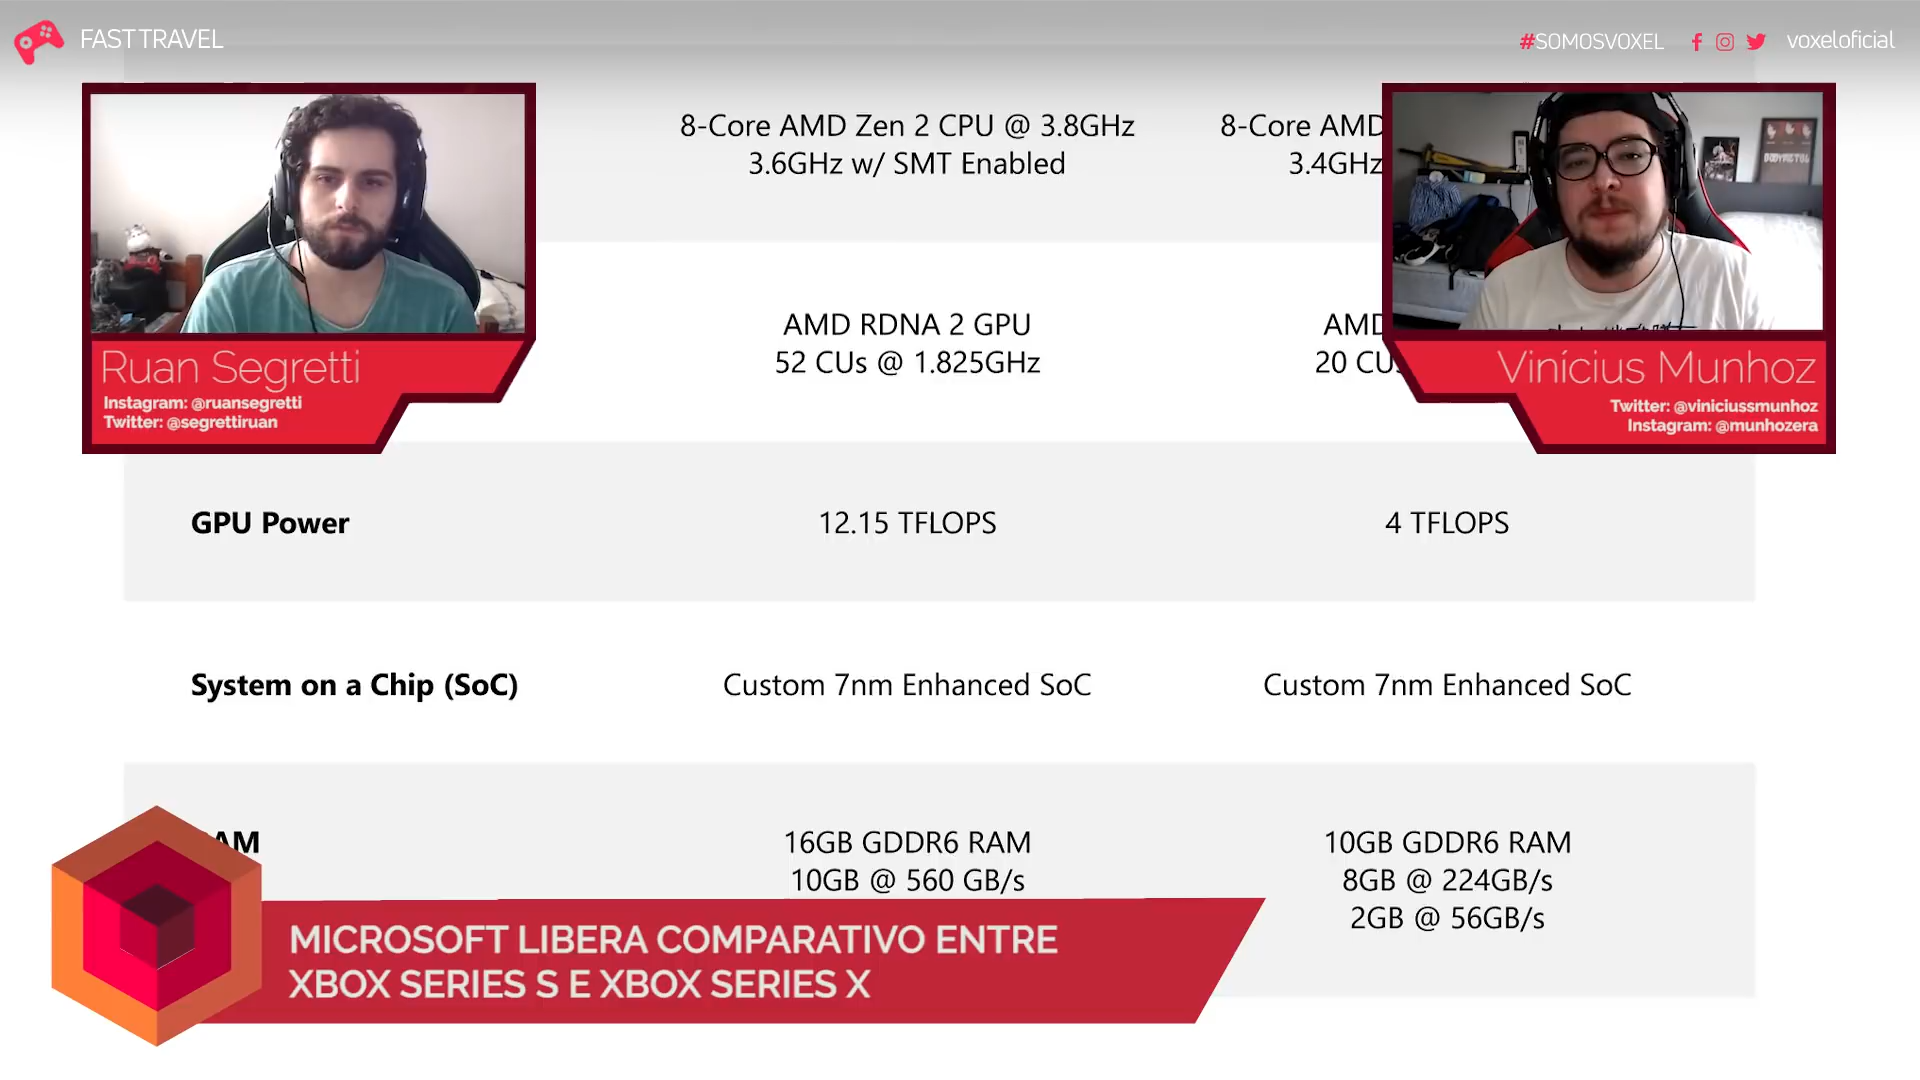 FAST TRAVEL
#SOMOSVOXEL
voxeloficial
8-Core AMD Zen 2 CPU @ 3.8GHz
3.6GHz w/ SMT Enabled
8-Core AMD
3.4GHz
BODYACTUS
AMD RDNA 2 GPU
52 CUs @ 1.825GHz
AMD
20 CUs
Ruan Segretti
Instagram: @ruansegretti
Twitter: @segrettiruan
Vinícius Munhoz
Twitter: @viniciussmunhoz
Instagram: @munhozera
GPU Power
12.15 TFLOPS
4 TFLOPS
System on a Chip (SoC)
Custom 7nm Enhanced SoC
Custom 7nm Enhanced SoC
AM
16GB GDDR6 RAM
10GB @ 560 GB/s
10GB GDDR6 RAM
8GB @ 224GB/s
2GB @ 56GB/s
MICROSOFT LIBERA COMPARATIVO ENTRE
XBOX SERIES S E XBOX SERIES X